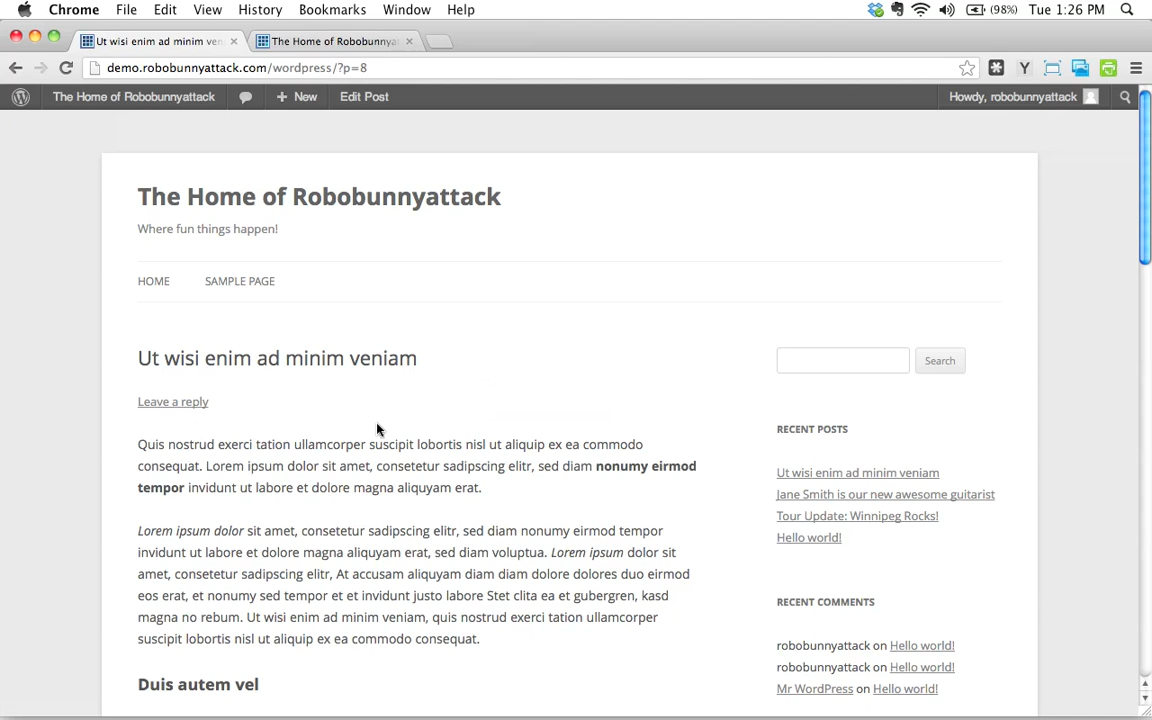 Chrome File Edit View History Bookmarks Window Help (98%) Tue 1:26 PM
Ut wisi enim ad minim ven
The Home of Robobunnya
demo.robobunnyattack.com/wordpress/?p=8
The Home of Robobunnyattack + New Edit Post Howdy, robobunnyattack
The Home of Robobunnyattack
Where fun things happen!
HOME SAMPLE PAGE
Ut wisi enim ad minim veniam
Leave a reply
Quis nostrud exerci tation ullamcorper suscipit lobortis nisl ut aliquip ex ea commodo
consequat. Lorem ipsum dolor sit amet, consetetur sadipscing elitr, sed diam nonumy eirmod
tempor invidunt ut labore et dolore magna aliquyam erat.
Lorem ipsum dolor sit amet, consetetur sadipscing elitr, sed diam nonumy eirmod tempor
invidunt ut labore et dolore magna aliquyam erat, sed diam voluptua. Lorem ipsum dolor sit
amet, consetetur sadipscing elitr, At accusam aliquyam diam diam dolore dolores duo eirmod
eos erat, et nonumy sed tempor et et invidunt justo labore Stet clita ea et gubergren, kasd
magna no rebum. Ut wisi enim ad minim veniam, quis nostrud exerci tation ullamcorper
suscipit lobortis nisl ut aliquip ex ea commodo consequat.
Duis autem vel
Search
RECENT POSTS
Ut wisi enim ad minim veniam
Jane Smith is our new awesome guitarist
Tour Update: Winnipeg Rocks!
Hello world!
RECENT COMMENTS
robobunnyattack on Hello world!
robobunnyattack on Hello world!
Mr WordPress on Hello world!